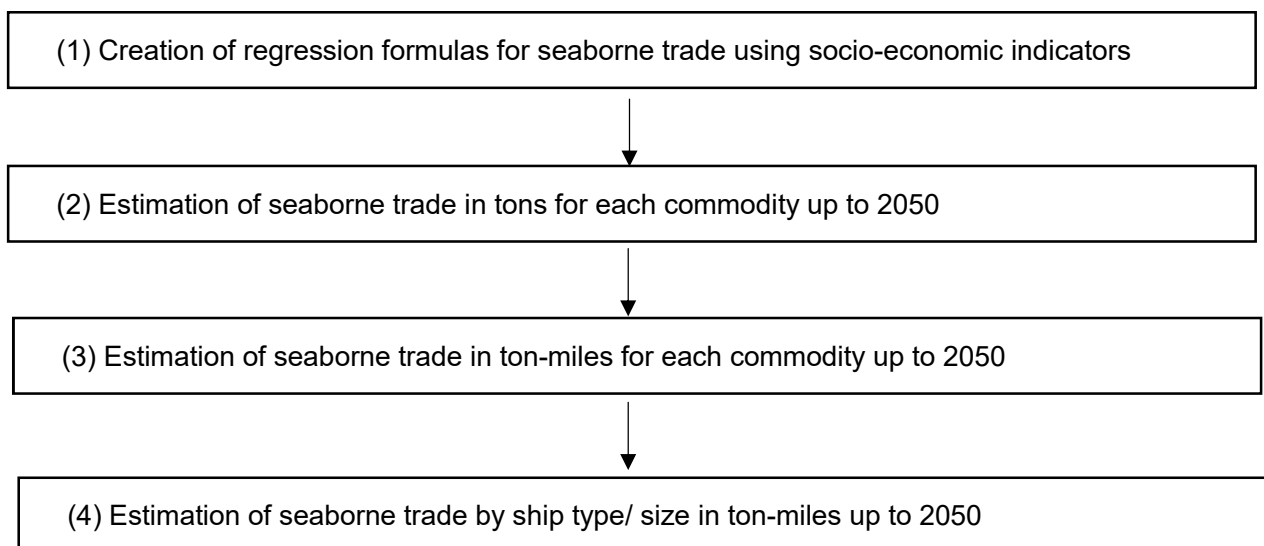 (1) Creation of regression formulas for seaborne trade using socio-economic indicators
(2) Estimation of seaborne trade in tons for each commodity up to 2050
(3) Estimation of seaborne trade in ton-miles for each commodity up to 2050
(4) Estimation of seaborne trade by ship type/ size in ton-miles up to 2050